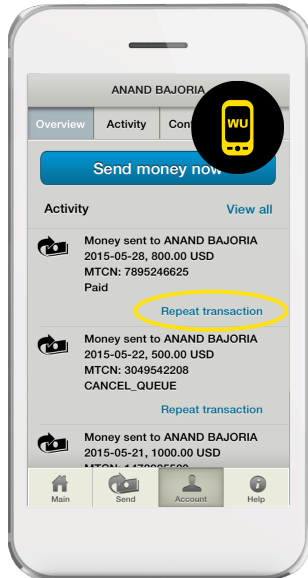 ANAND BAJORIA
WU
Overview
Activity
Send money now
Activity
View all
Money sent to ANAND BAJORIA
2015-05-28, 800.00 USD
MTCN: 7895246625
Paid
Repeat transaction
Money sent to ANAND BAJORIA
2015-05-22, 500.00 USD
MTCN: 3049542208
CANCEL_QUEUE
Repeat transaction
Money sent to ANAND BAJORIA
2015-05-21, 1000.00 USD
Main
Send
Account
Help